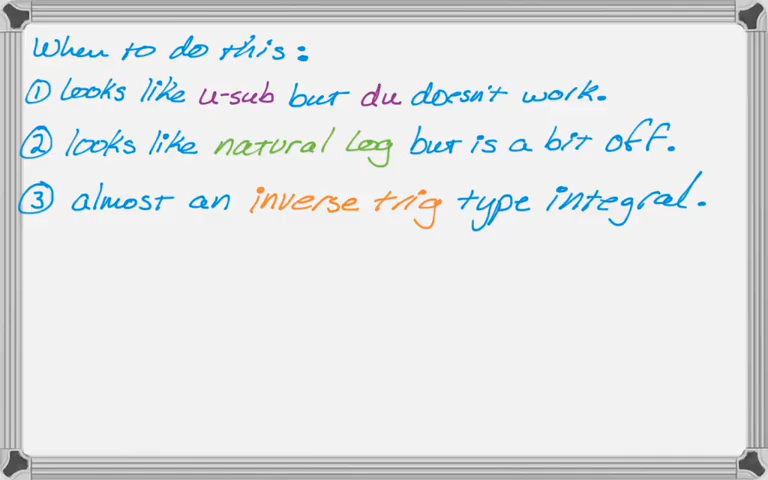 When to do this:
① looks like u-sub but du doesn't work.
② looks like natural log but is a bit off.
③ almost an inverse trig type integral.